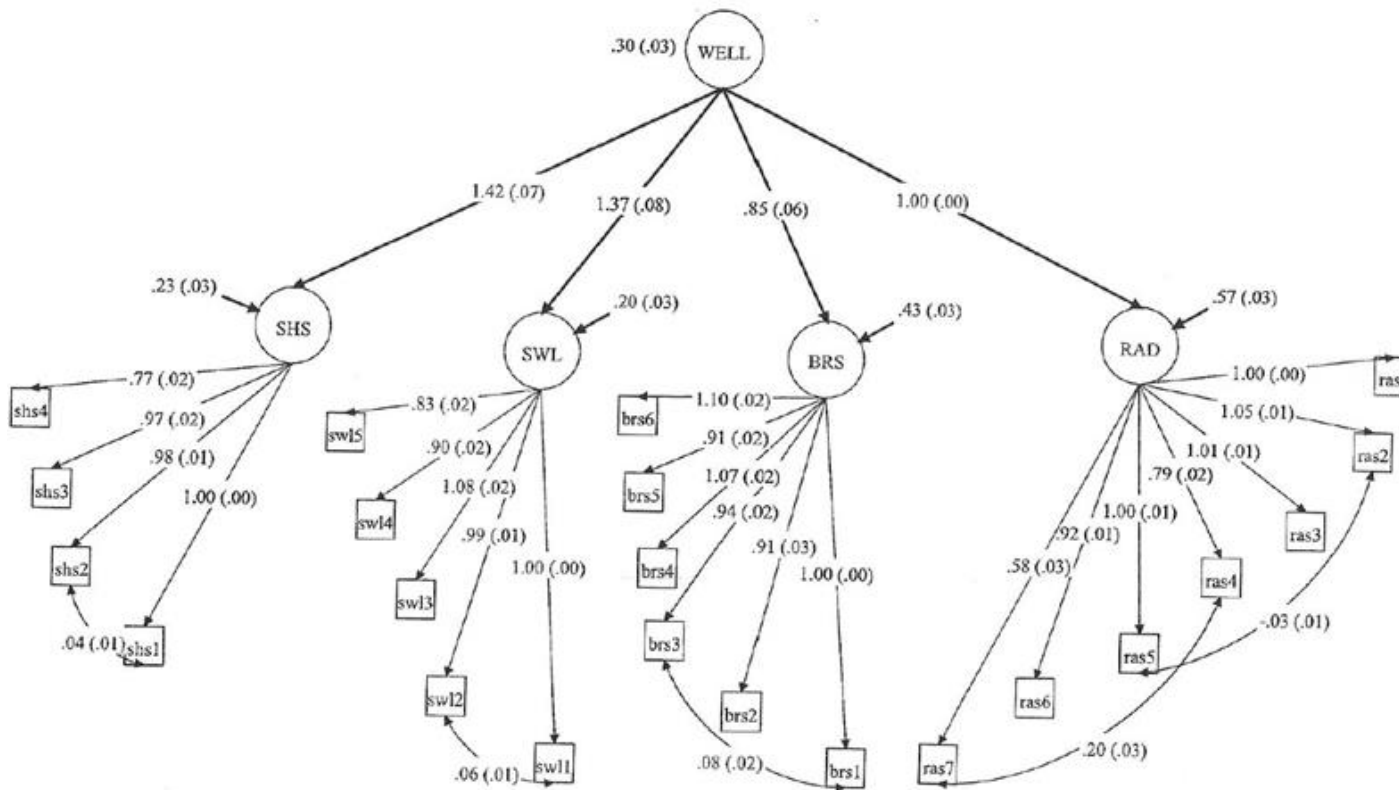 .30 (.03)
WELL
1.42 (.07)
1.37 (.08)
.85 (.06)
1.00 (.00)
.23 (.03)
SHS
.20 (.03)
SWL
.43 (.03)
BRS
.57 (.03)
RAD
.77 (.02)
.97 (.02)
.98 (.01)
1.00 (.00)
shs4
shs3
shs2
shs1
.04 (.01)
.83 (.02)
.90 (.02)
1.08 (.02)
.99 (.01)
1.00 (.00)
swl5
swl4
swl3
swl2
swl1
.06 (.01)
1.10 (.02)
.91 (.02)
1.07 (.02)
.94 (.02)
.91 (.03)
1.00 (.00)
brs6
brs5
brs4
brs3
brs2
brs1
.08 (.02)
1.00 (.00)
1.05 (.01)
1.01 (.01)
.79 (.02)
1.00 (.01)
.92 (.01)
.58 (.03)
ras
ras2
ras3
ras4
ras5
ras6
ras7
-.03 (.01)
.20 (.03)